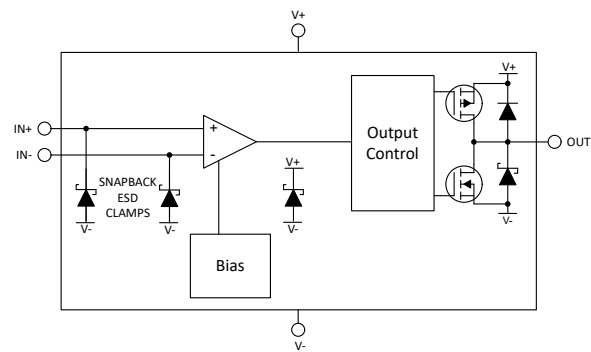 V+
V+
IN+
+
IN-
-
Output
Control
OUT
SNAPBACK
ESD
CLAMPS
V+
V-
V-
V-
V-
Bias
V-